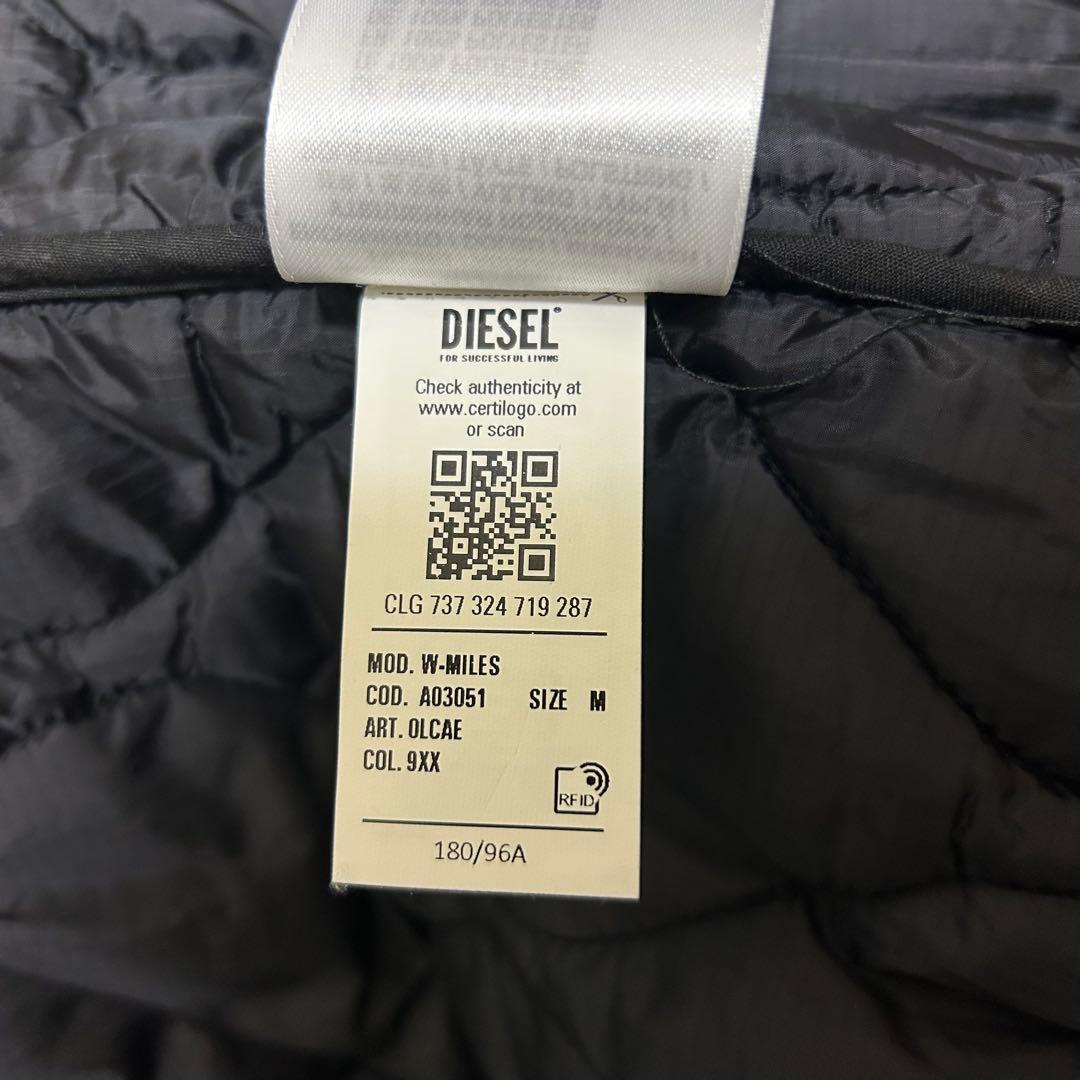 DIESEL®
FOR SUCCESSFUL LIVING
Check authenticity at
www.certilogo.com
or scan
CLG 737 324 719 287
MOD. W-MILES
COD. A03051 SIZE M
ART. 0LCAE
COL. 9XX
RFID
180/96A